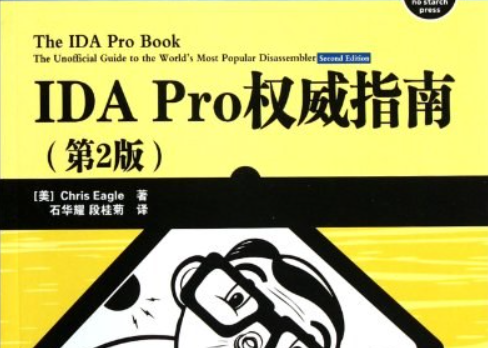 no starch
press
The IDA Pro Book
The Unofficial Guide to the World's Most Popular Disassembler Second Edition
IDA Pro权威指南
（第2版）
[美] Chris Eagle 著
石华耀 段桂菊 译